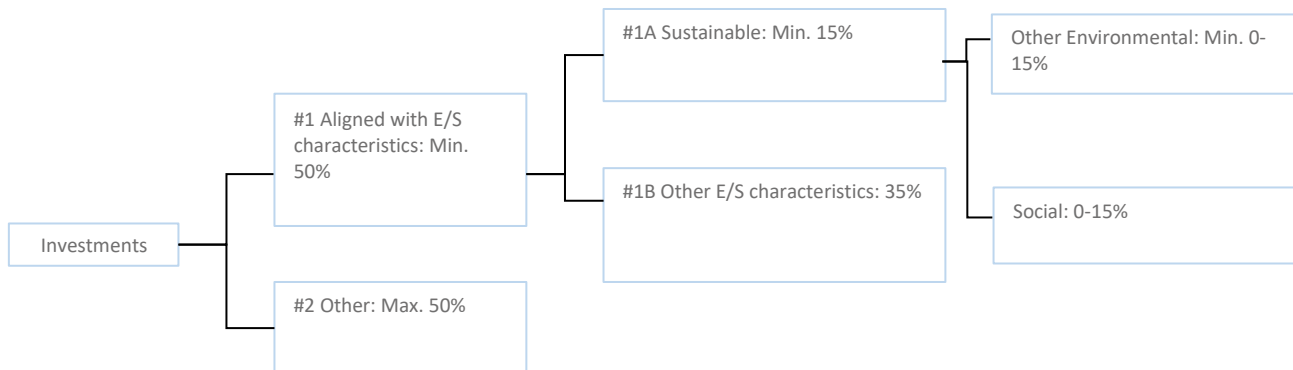 #1A Sustainable: Min. 15%
Other Environmental: Min. 0-
15%
#1 Aligned with E/S
characteristics: Min.
50%
#1B Other E/S characteristics: 35%
Social: 0-15%
Investments
#2 Other: Max. 50%